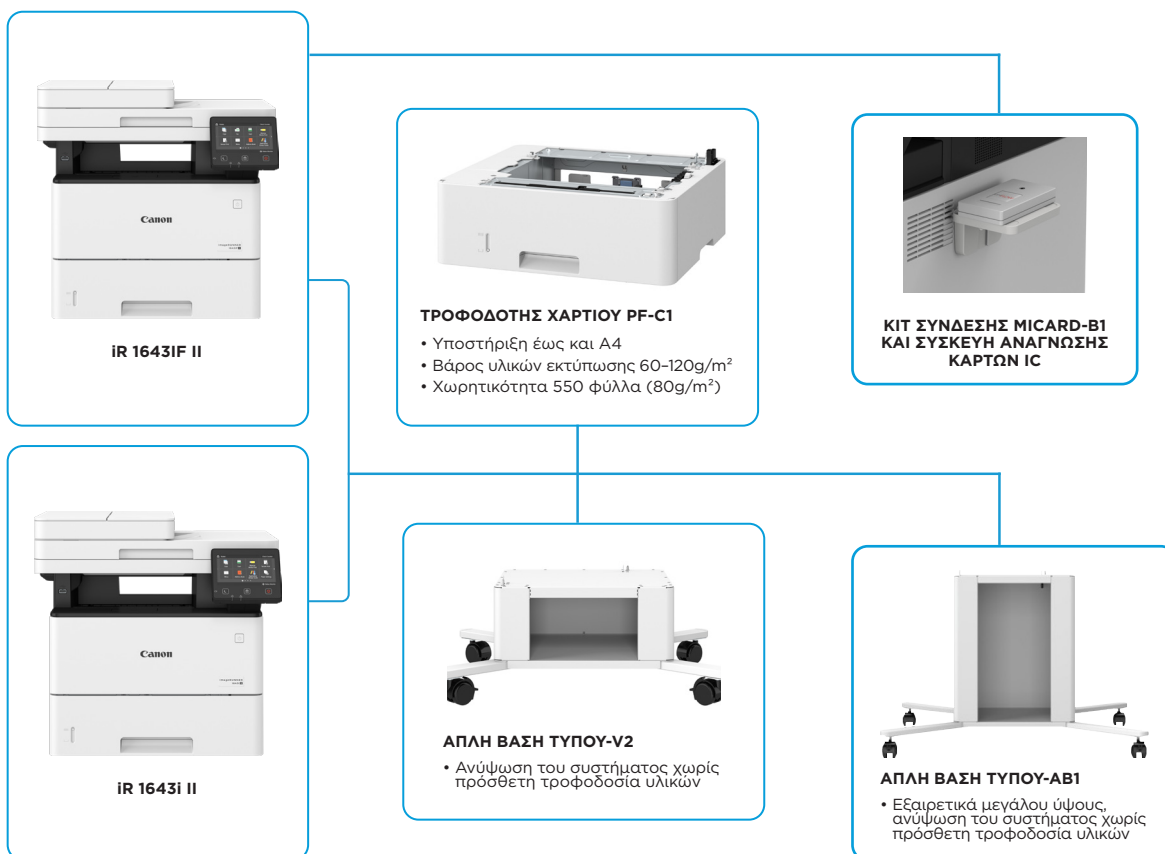 Canon
iR 1643IF II
ΤΡΟΦΟΔΟΤΗΣ ΧΑΡΤΙΟΥ PF-C1
• Υποστήριξη έως και A4
• Βάρος υλικών εκτύπωσης 60–120g/m²
• Χωρητικότητα 550 φύλλα (80g/m²)
ΚΙΤ ΣΥΝΔΕΣΗΣ MICARD-B1
ΚΑΙ ΣΥΣΚΕΥΗ ΑΝΑΓΝΩΣΗΣ
ΚΑΡΤΩΝ IC
Canon
iR 1643i II
ΑΠΛΗ ΒΑΣΗ ΤΥΠΟΥ-V2
• Ανύψωση του συστήματος χωρίς
πρόσθετη τροφοδοσία υλικών
ΑΠΛΗ ΒΑΣΗ ΤΥΠΟΥ-AB1
• Εξαιρετικά μεγάλου ύψους,
ανύψωση του συστήματος χωρίς
πρόσθετη τροφοδοσία υλικών